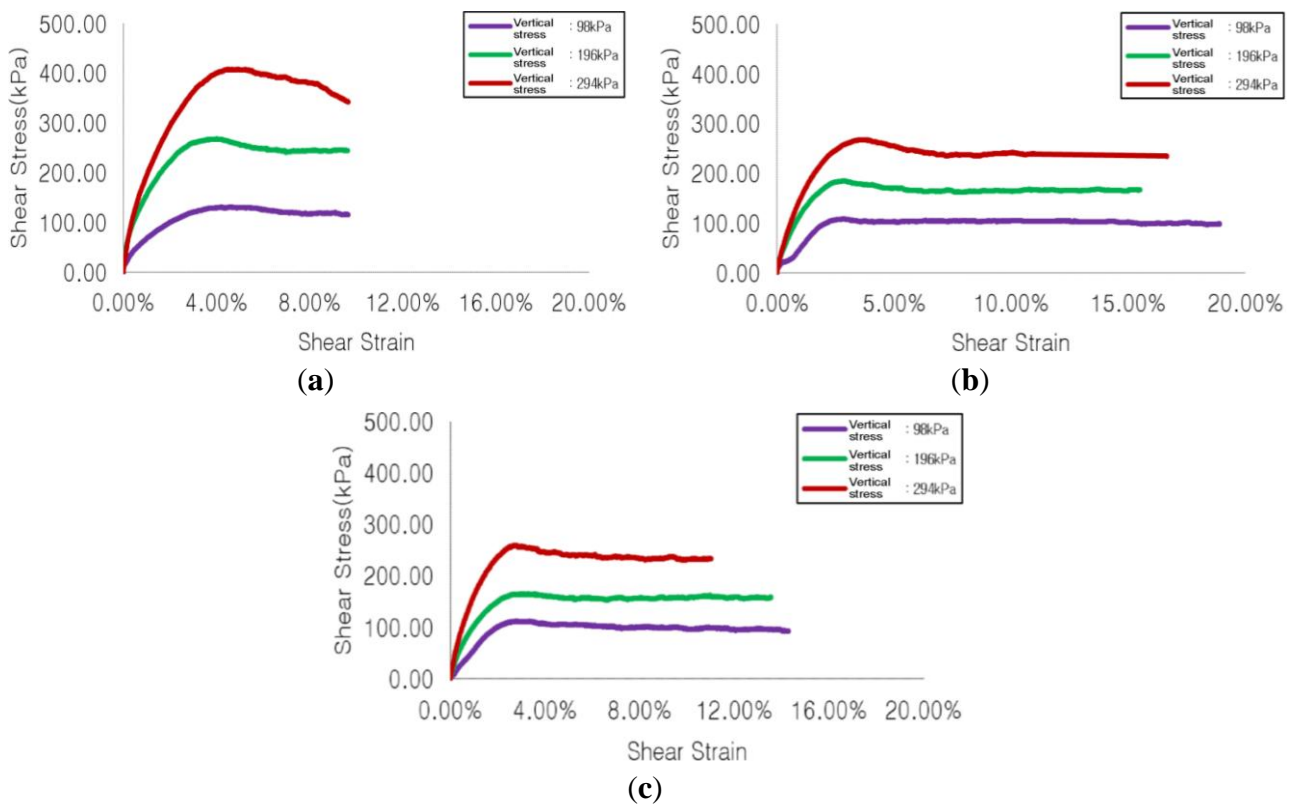 Shear Stress(kPa)
500.00
400.00
300.00
200.00
100.00
0.00
0.00% 4.00% 8.00% 12.00% 16.00% 20.00%
Shear Strain
Vertical stress : 98kPa
Vertical stress : 196kPa
Vertical stress : 294kPa
(a)
Shear Stress(kPa)
500.00
400.00
300.00
200.00
100.00
0.00
0.00% 5.00% 10.00% 15.00% 20.00%
Shear Strain
Vertical stress : 98kPa
Vertical stress : 196kPa
Vertical stress : 294kPa
(b)
Shear Stress(kPa)
500.00
400.00
300.00
200.00
100.00
0.00
0.00% 4.00% 8.00% 12.00% 16.00% 20.00%
Shear Strain
Vertical stress : 98kPa
Vertical stress : 196kPa
Vertical stress : 294kPa
(c)